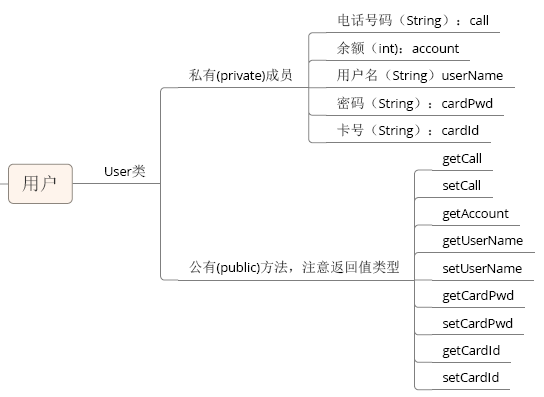 用户
User类
私有(private)成员
电话号码（String）：call
余额（int)：account
用户名（String）userName
密码（String）：cardPwd
卡号（String）：cardId
公有(public)方法，注意返回值类型
getCall
setCall
getAccount
getUserName
setUserName
getCardPwd
setCardPwd
getCardId
setCardId